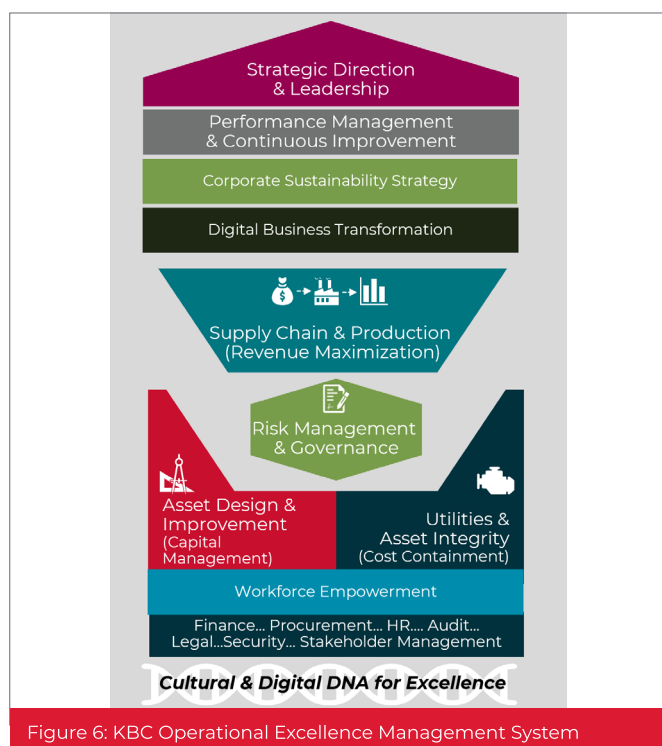 Strategic Direction
& Leadership
Performance Management
& Continuous Improvement
Corporate Sustainability Strategy
Digital Business Transformation
$
Supply Chain & Production
(Revenue Maximization)
Risk Management
& Governance
Asset Design &
Improvement
(Capital
Management)
Utilities &
Asset Integrity
(Cost Containment)
Workforce Empowerment
Finance... Procurement... HR.... Audit...
Legal...Security... Stakeholder Management
Cultural & Digital DNA for Excellence
Figure 6: KBC Operational Excellence Management System